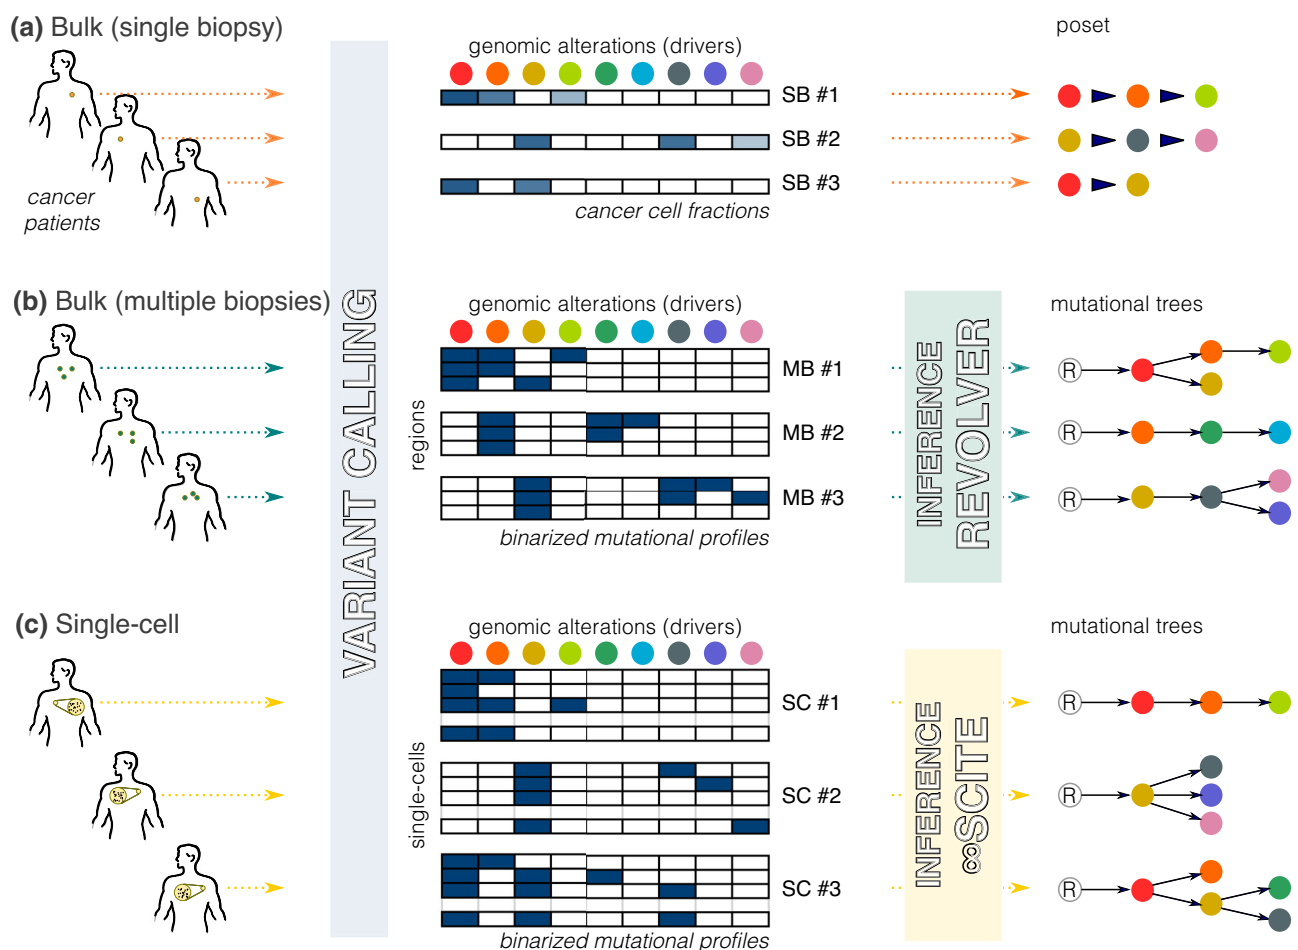 (a) Bulk (single biopsy)
poset
genomic alterations (drivers)
SB #1
SB #2
SB #3
cancer
patients
cancer cell fractions
VARIANT CALLING
(b) Bulk (multiple biopsies)
genomic alterations (drivers)
mutational trees
regions
MB #1
MB #2
MB #3
binarized mutational profiles
INFERENCE
REVOLVER
R
R
R
(c) Single-cell
genomic alterations (drivers)
mutational trees
single-cells
SC #1
SC #2
SC #3
binarized mutational profiles
INFERENCE
∞SCITE
R
R
R